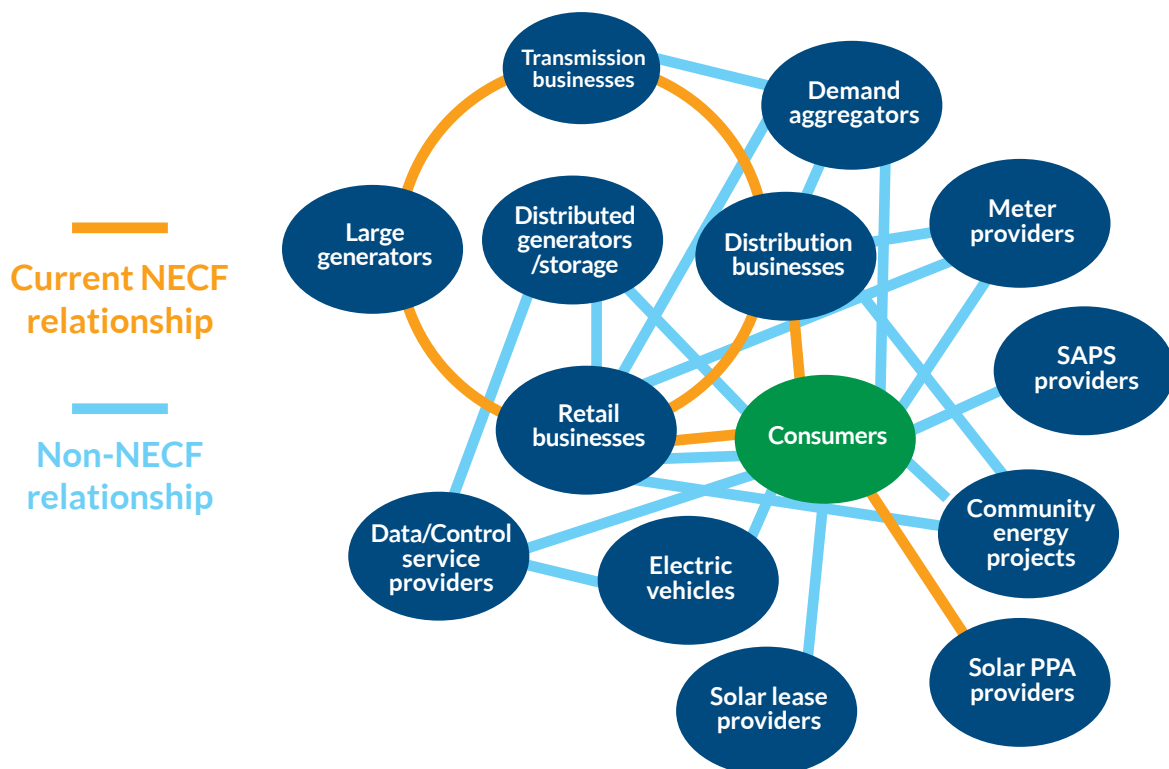 Transmission
businesses
Demand
aggregators
Large
generators
Distributed
generators
/storage
Distribution
businesses
Meter
providers
Current NECF
relationship
SAPS
providers
Retail
businesses
Consumers
Non-NECF
relationship
Data/Control
service
providers
Electric
vehicles
Community
energy
projects
Solar lease
providers
Solar PPA
providers